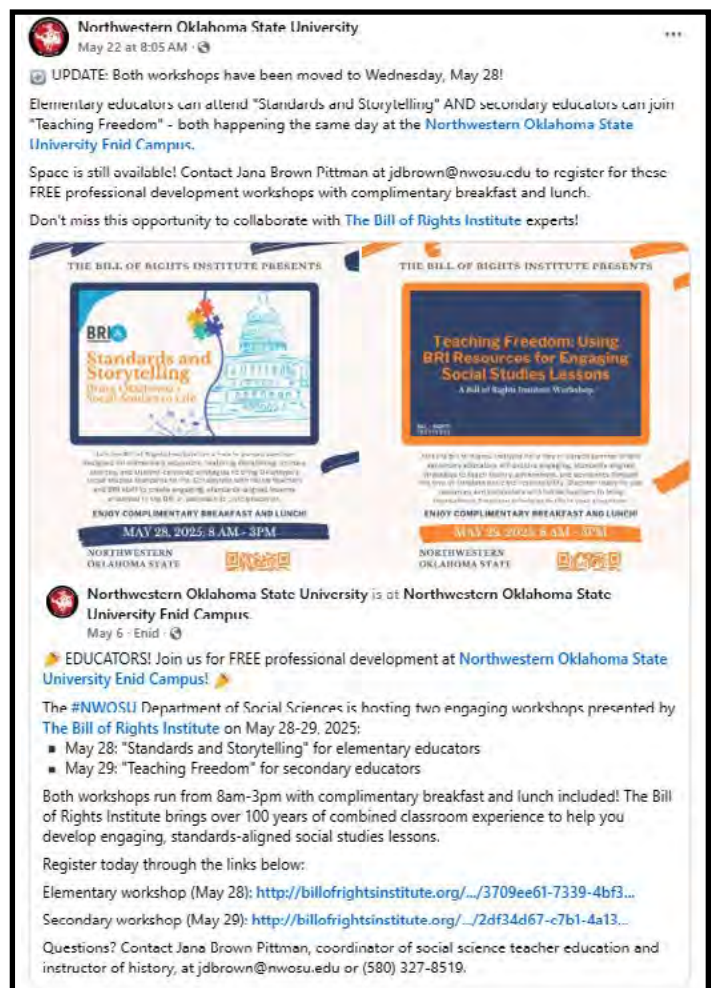 Northwestern Oklahoma State University
May 22 at 8:05 AM ·
UPDATE: Both workshops have been moved to Wednesday, May 28!
Elementary educators can attend "Standards and Storytelling" AND secondary educators can join
"Teaching Freedom" - both happening the same day at the Northwestern Oklahoma State
University Enid Campus.
Space is still available! Contact Jana Brown Pittman at jdbrown@nwosu.edu to register for these
FREE professional development workshops with complimentary breakfast and lunch.
Don't miss this opportunity to collaborate with The Bill of Rights Institute experts!
THE BILL OF RIGHTS INSTITUTE PRESENTS
BRI
Standards and
Storytelling
Social Studies to Life
ENJOY COMPLIMENTARY BREAKFAST AND LUNCH!
MAY 28, 2025, 8 AM - 3PM
NORTHWESTERN
OKLAHOMA STATE
THE BILL OF RIGHTS INSTITUTE PRESENTS
Teaching Freedom: Using
BRI Resources for Engaging
Social Studies Lessons
A Bill of Rights Institute Workshop
ENJOY COMPLIMENTARY BREAKFAST AND LUNCH!
MAY 29, 2025, 8 AM - 3PM
NORTHWESTERN
OKLAHOMA STATE
Northwestern Oklahoma State University is at Northwestern Oklahoma State
University Enid Campus.
May 6 · Enid ·
EDUCATORS! Join us for FREE professional development at Northwestern Oklahoma State
University Enid Campus!
The #NWOSU Department of Social Sciences is hosting two engaging workshops presented by
The Bill of Rights Institute on May 28-29, 2025:
▪ May 28: "Standards and Storytelling" for elementary educators
▪ May 29: "Teaching Freedom" for secondary educators
Both workshops run from 8am-3pm with complimentary breakfast and lunch included! The Bill
of Rights Institute brings over 100 years of combined classroom experience to help you
develop engaging, standards-aligned social studies lessons.
Register today through the links below:
Elementary workshop (May 28): http://billofrightsinstitute.org/.../3709ee61-7339-4bf3...
Secondary workshop (May 29): http://billofrightsinstitute.org/.../2df34d67-c7b1-4a13...
Questions? Contact Jana Brown Pittman, coordinator of social science teacher education and
instructor of history, at jdbrown@nwosu.edu or (580) 327-8519.